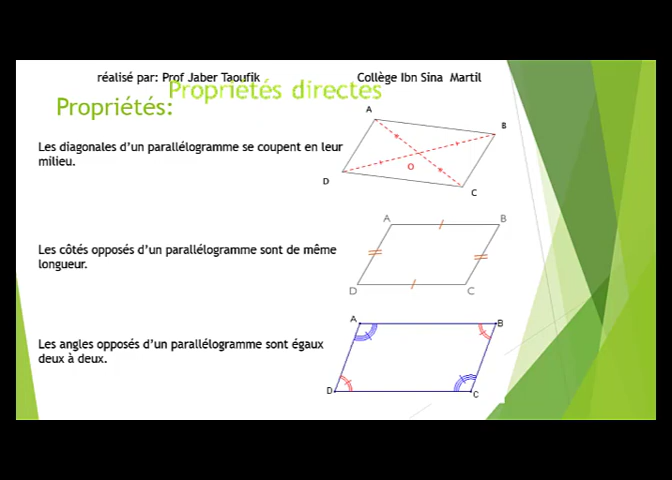 réalisé par: Prof Jaber Taoufik Collège Ibn Sina Martil
Propriétés directes
Propriétés:
A
B
Les diagonales d'un parallélogramme se coupent en leur
milieu.
O
D
C
A B
Les côtés opposés d'un parallélogramme sont de même
longueur.
D C
A B
Les angles opposés d'un parallélogramme sont égaux
deux à deux.
D C